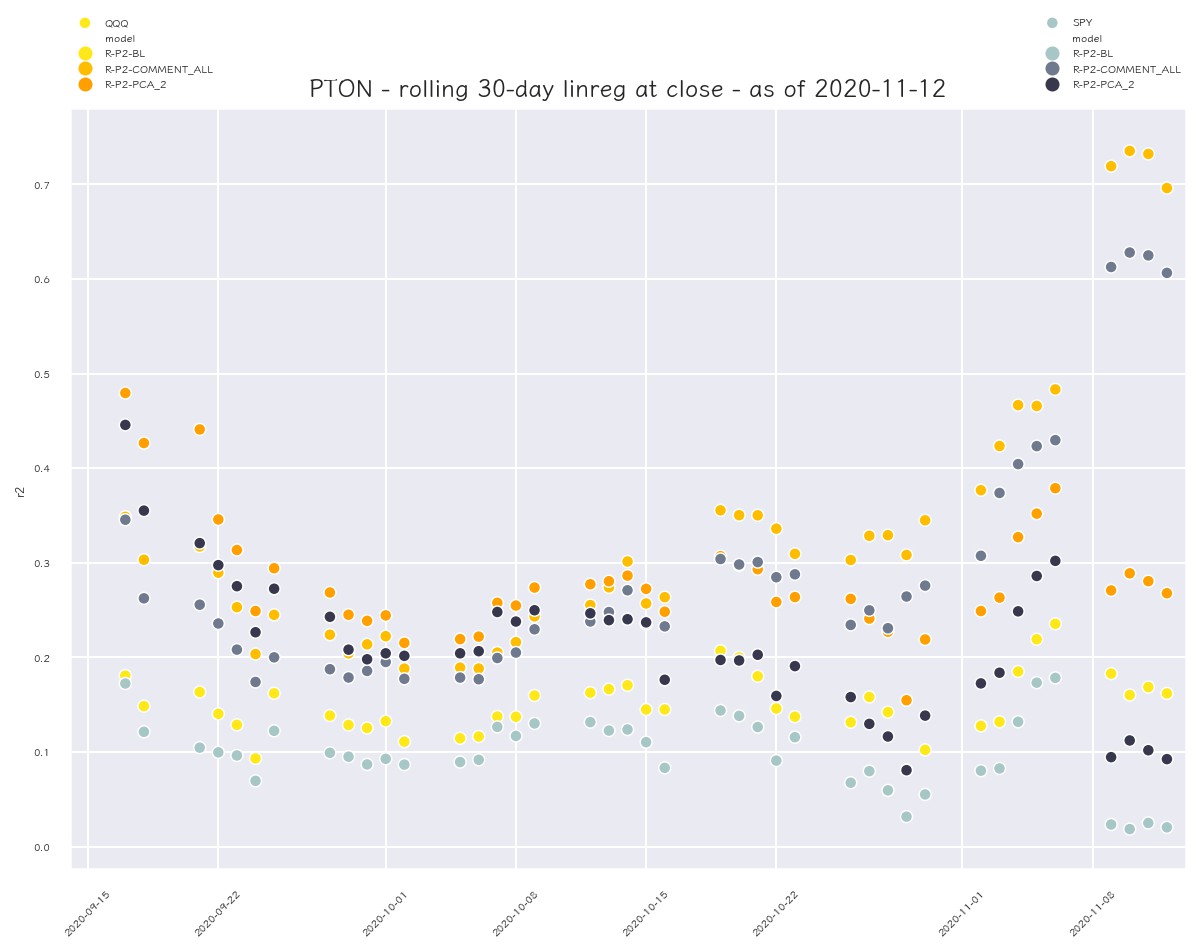 QQQ
model
R-P2-BL
R-P2-COMMENT_ALL
R-P2-PCA_2
SPY
model
R-P2-BL
R-P2-COMMENT_ALL
R-P2-PCA_2
PTON - rolling 30-day linreg at close - as of 2020-11-12
r2
0.7
0.6
0.5
0.4
0.3
0.2
0.1
0.0
2020-09-15
2020-09-22
2020-10-01
2020-10-08
2020-10-15
2020-10-22
2020-11-01
2020-11-08